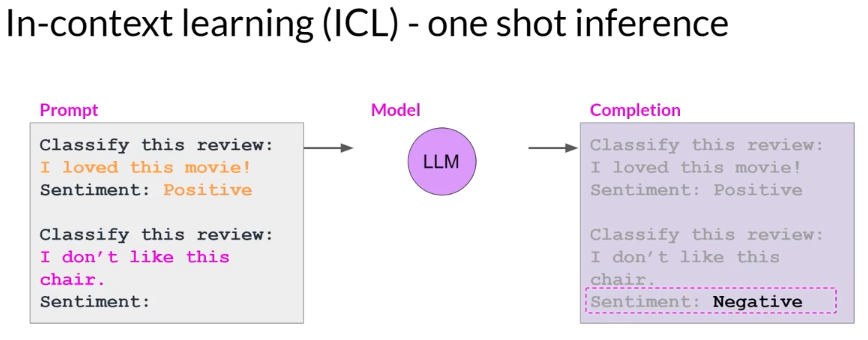 In-context learning (ICL) - one shot inference
Prompt
Classify this review:
I loved this movie!
Sentiment: Positive
Classify this review:
I don't like this
chair.
Sentiment:
Model
LLM
Completion
Classify this review:
I loved this movie!
Sentiment: Positive
Classify this review:
I don't like this
chair.
Sentiment: Negative